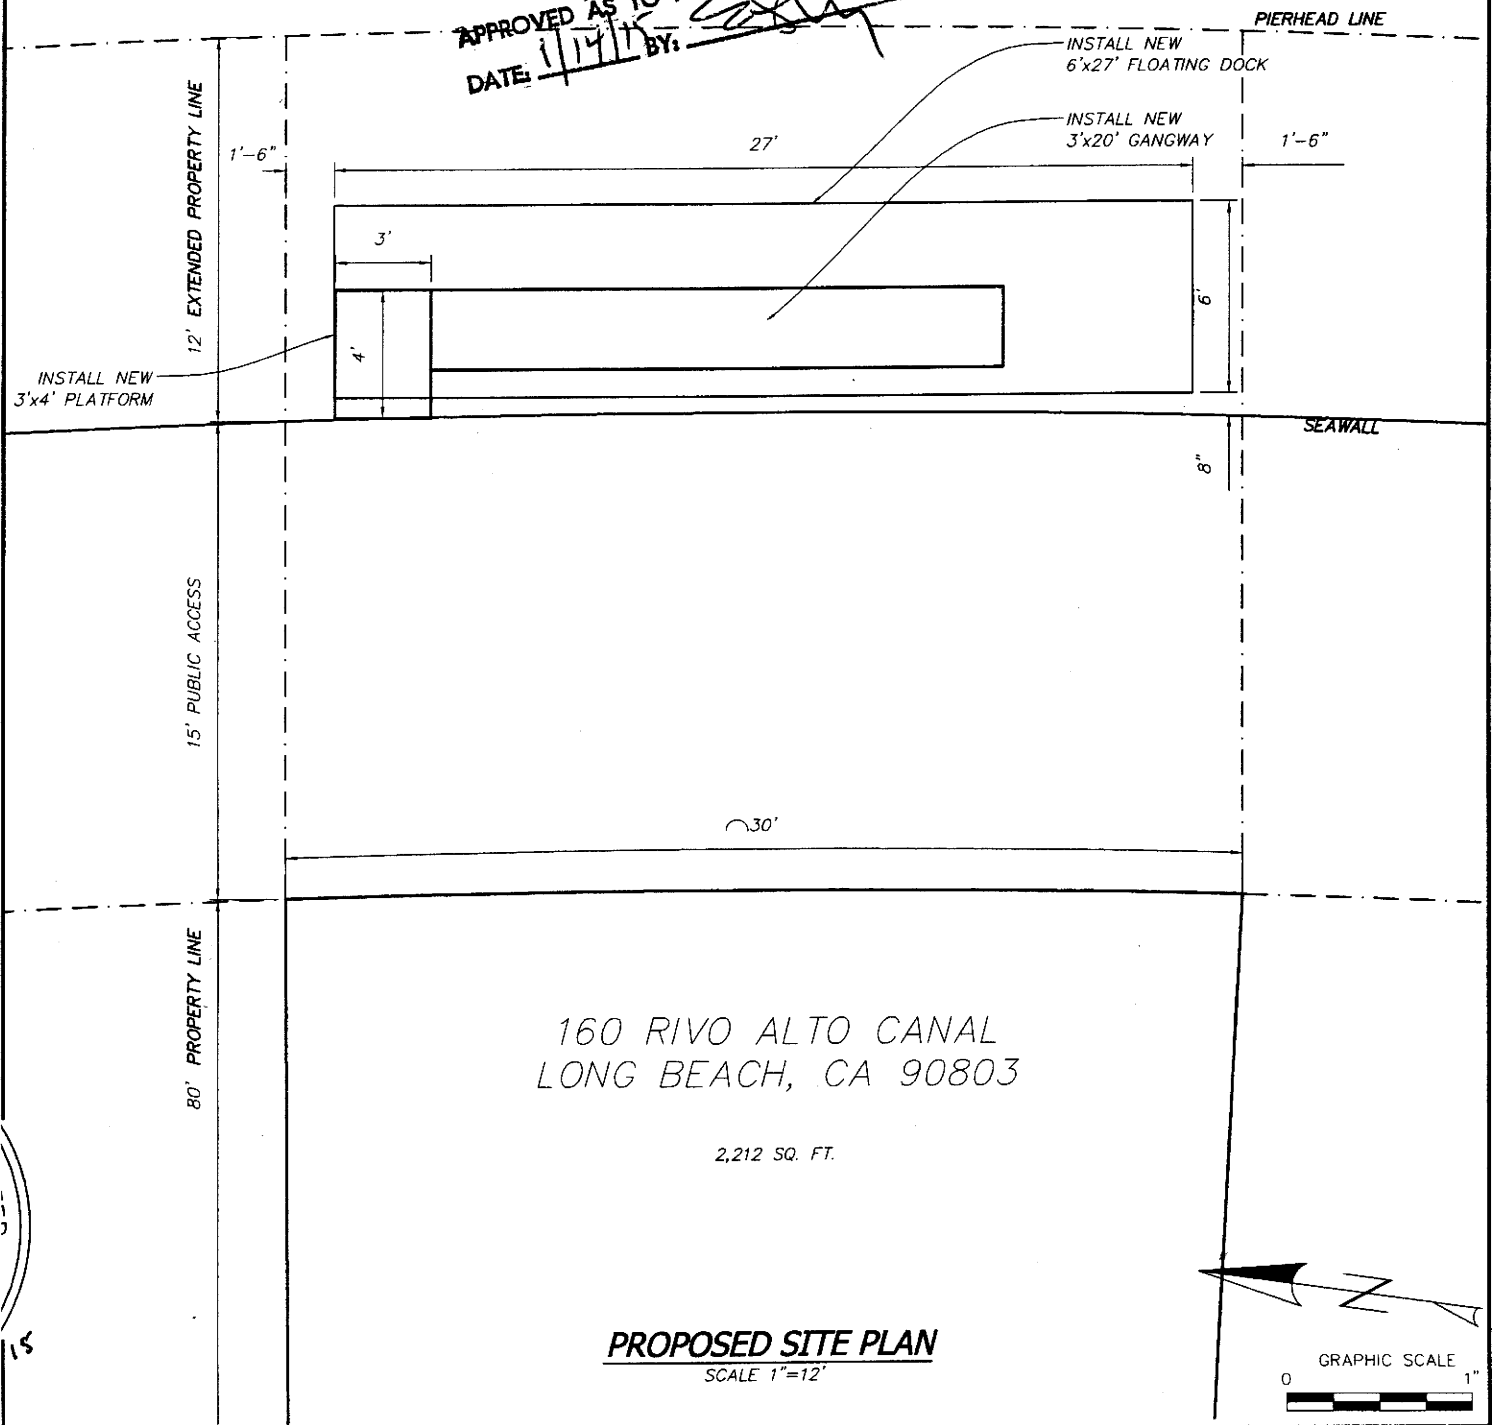 APPROVED AS TO
DATE: 1/14/15 BY:
PIERHEAD LINE
INSTALL NEW
6'x27' FLOATING DOCK
INSTALL NEW
3'x20' GANGWAY
12' EXTENDED PROPERTY LINE
1'-6"
27'
1'-6"
3'
4'
6'
INSTALL NEW
3'x4' PLATFORM
SEAWALL
8"
15' PUBLIC ACCESS
30'
80' PROPERTY LINE
160 RIVO ALTO CANAL
LONG BEACH, CA 90803
2,212 SQ. FT.
15
PROPOSED SITE PLAN
SCALE 1"=12'
N
GRAPHIC SCALE
0 1"